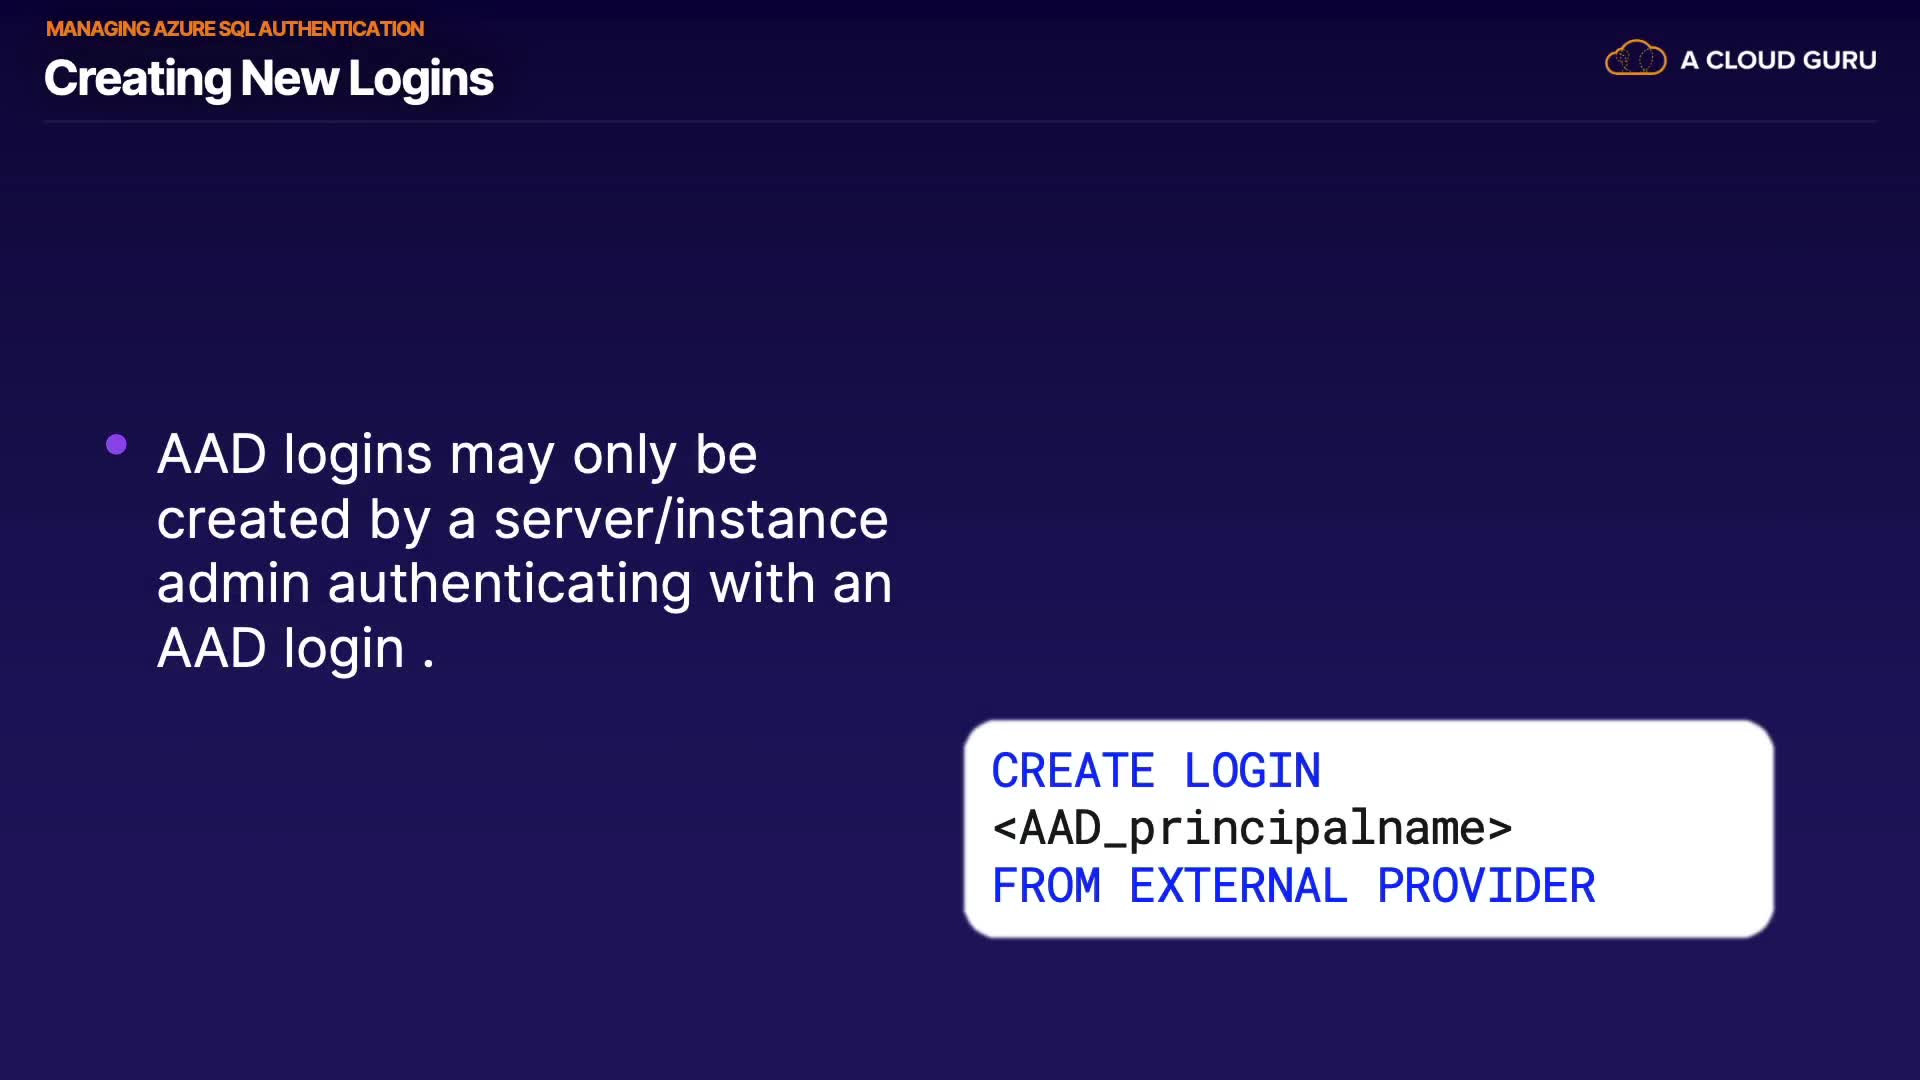 MANAGING AZURE SQL AUTHENTICATION
Creating New Logins
A CLOUD GURU
AAD logins may only be
created by a server/instance
admin authenticating with an
AAD login .
CREATE LOGIN
<AAD_principalname>
FROM EXTERNAL PROVIDER